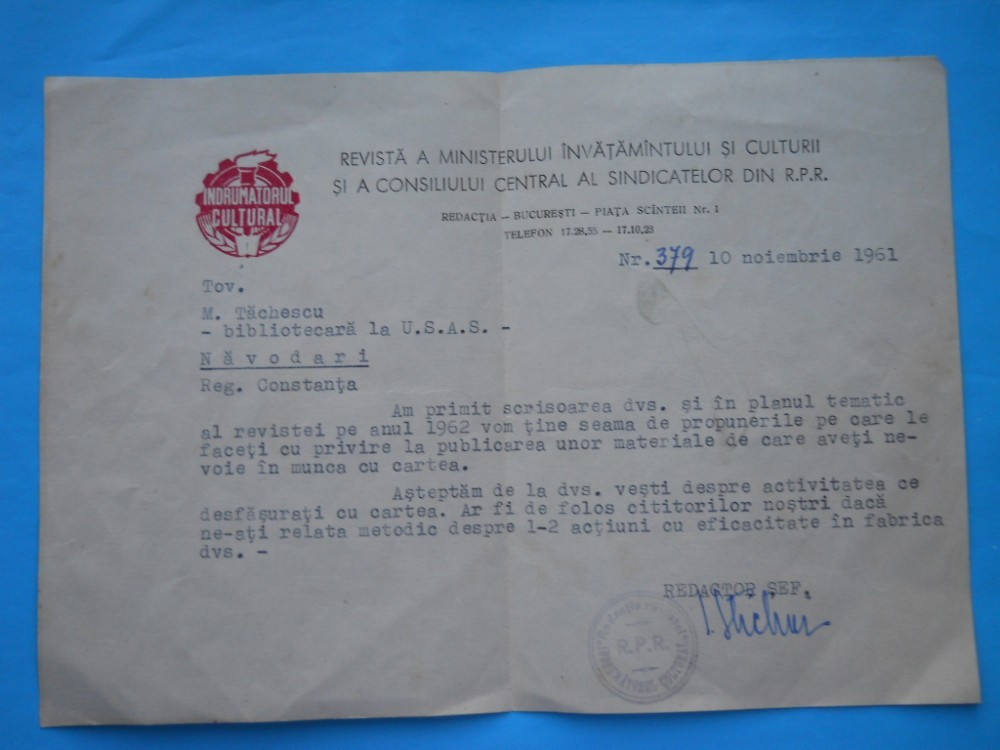 REVISTĂ A MINISTERULUI ÎNVĂȚĂMÎNTULUI ȘI CULTURII
ȘI A CONSILIULUI CENTRAL AL SINDICATELOR DIN R.P.R.
INDRUMATORUL
CULTURAL
REDACȚIA — BUCUREȘTI — PIAȚA SCÎNTEII Nr. 1
TELEFON 17.28.55 — 17.10.23
Nr. 379 10 noiembrie 1961
Tov.
M. Tăchescu
- bibliotecară la U.S.A.S. -
N ă v o d a r i
Reg. Constanța
Am primit scrisoarea dvs. și în planul tematic
al revistei pe anul 1962 vom ține seama de propunerile pe care le
faceți cu privire la publicarea unor materiale de care aveți ne-
voie în munca cu cartea.
Așteptăm de la dvs. vești despre activitatea ce
desfășurați cu cartea. Ar fi de folos cititorilor noștri dacă
ne-ați relata metodic despre 1-2 acțiuni cu eficacitate în fabrica
dvs. -
REDACTOR ȘEF,
R.P.R.